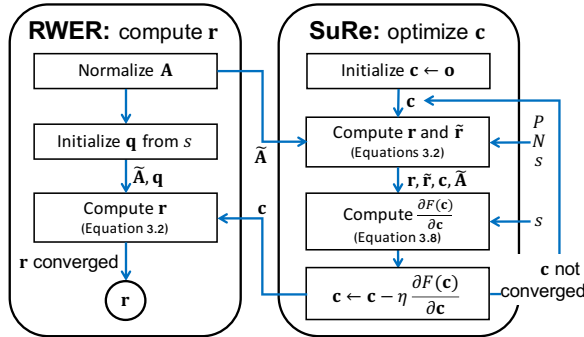 RWER: compute r
Normalize A
Initialize q from s
Ã, q
Compute r
(Equation 3.2)
r converged
r
Ã
c
SuRe: optimize c
Initialize c ← o
c
Compute r and r̃
(Equations 3.2)
P
N
s
r, r̃, c, Ã
Compute ∂F(c)/∂c
(Equation 3.8)
s
c ← c − η ∂F(c)/∂c
c not
converged